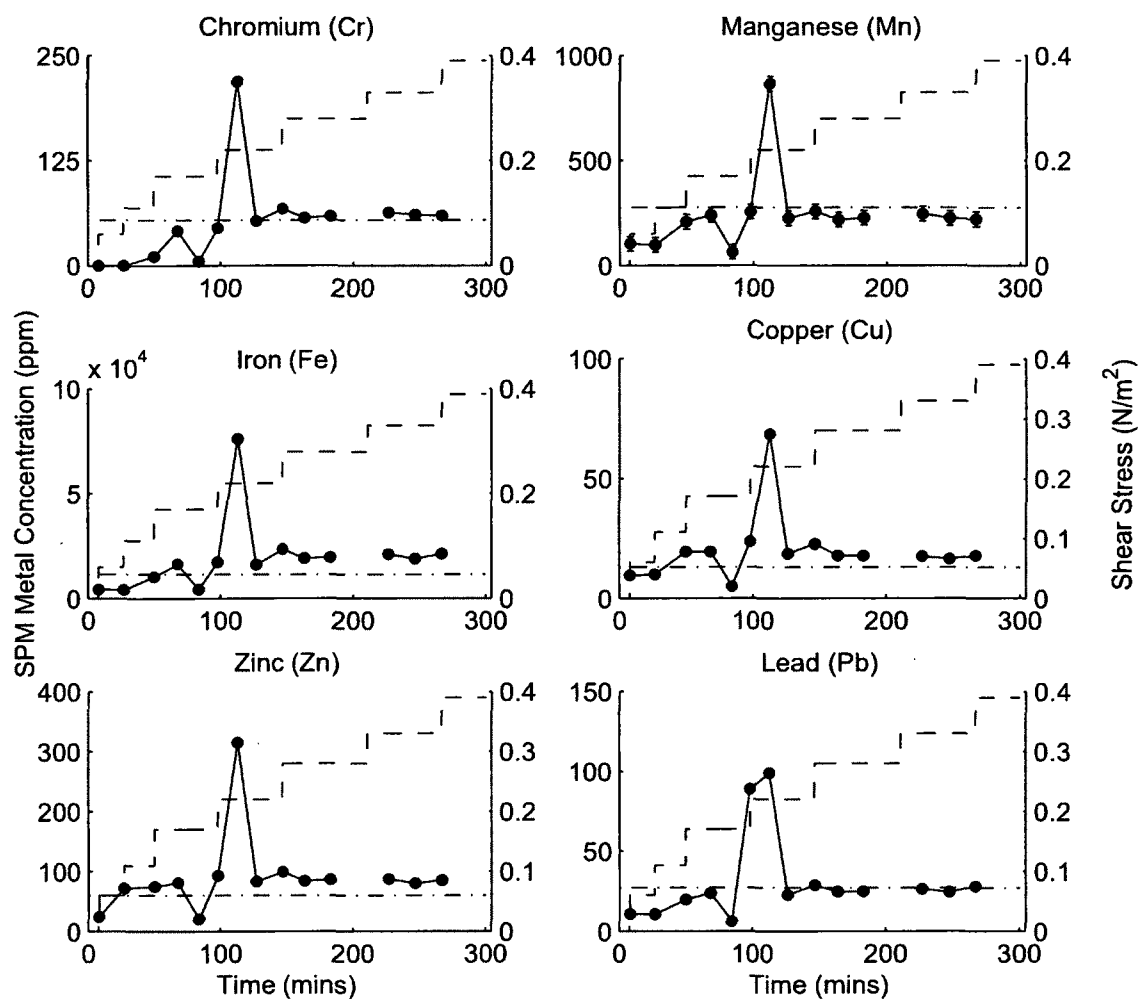 Chromium (Cr)
Manganese (Mn)
250
125
0
0 100 200 300
0.4
0.2
0
1000
500
0
0 100 200 300
0.4
0.2
0
Iron (Fe)
Copper (Cu)
x 10^4
10
5
0
0 100 200 300
0.4
0.2
0
100
50
0
0 100 200 300
0.4
0.3
0.2
0.1
0
SPM Metal Concentration (ppm)
Shear Stress (N/m²)
Zinc (Zn)
Lead (Pb)
400
300
200
100
0
0 100 200 300
0.4
0.3
0.2
0.1
0
150
100
50
0
0 100 200 300
0.4
0.3
0.2
0.1
0
Time (mins)
Time (mins)